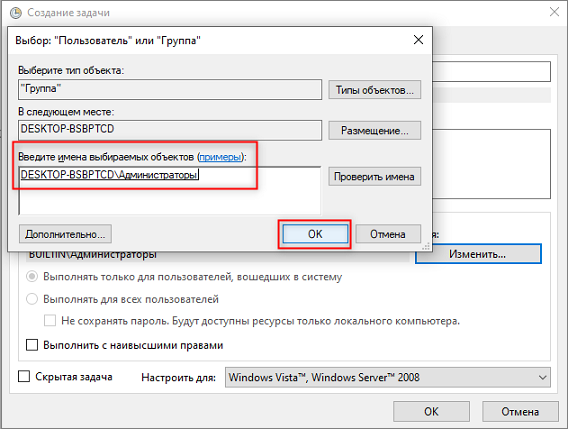 Создание задачи
Выбор: "Пользователь" или "Группа"
Выберите тип объекта:
"Группа"
Типы объектов...
В следующем месте:
DESKTOP-BSBPTCD
Размещение...
Введите имена выбираемых объектов (примеры):
DESKTOP-BSBPTCD\Администраторы
Проверить имена
Дополнительно...
ОК
Отмена
я:
BUILTIN\Администраторы
Изменить...
Выполнять только для пользователей, вошедших в систему
Выполнять для всех пользователей
Не сохранять пароль. Будут доступны ресурсы только локального компьютера.
Выполнить с наивысшими правами
Скрытая задача
Настроить для:
Windows Vista™, Windows Server™ 2008
ОК
Отмена